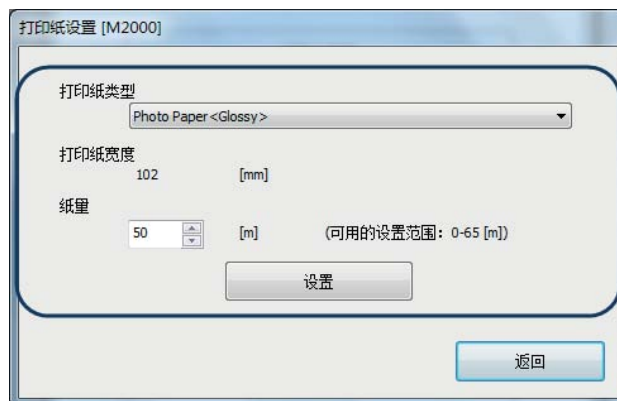 打印纸设置 [M2000]
打印纸类型
Photo Paper<Glossy>
打印纸宽度
102 [mm]
纸量
50 [m] (可用的设置范围：0-65 [m])
设置
返回